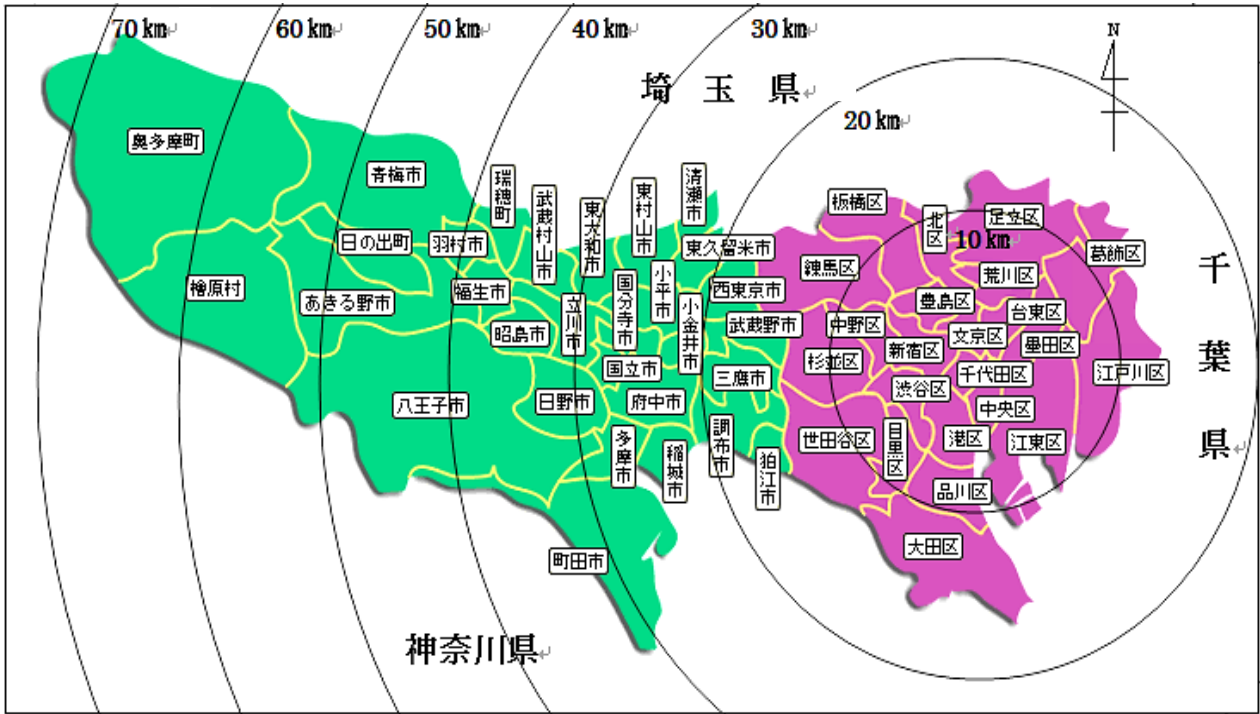 70㎞
60㎞
50㎞
40㎞
30㎞
N
埼玉県
20㎞
奥多摩町
青梅市
瑞穂町
武蔵村山市
東大和市
東村山市
清瀬市
板橋区
北区
足立区
日の出町
羽村市
東久留米市
10㎞
葛飾区
千葉県
練馬区
荒川区
檜原村
あきる野市
福生市
立川市
国分寺市
小平市
小金井市
西東京市
豊島区
台東区
昭島市
武蔵野市
中野区
新宿区
文京区
墨田区
国立市
三鷹市
杉並区
渋谷区
千代田区
江戸川区
八王子市
日野市
府中市
中央区
多摩市
稲城市
調布市
狛江市
世田谷区
目黒区
港区
江東区
品川区
町田市
大田区
神奈川県